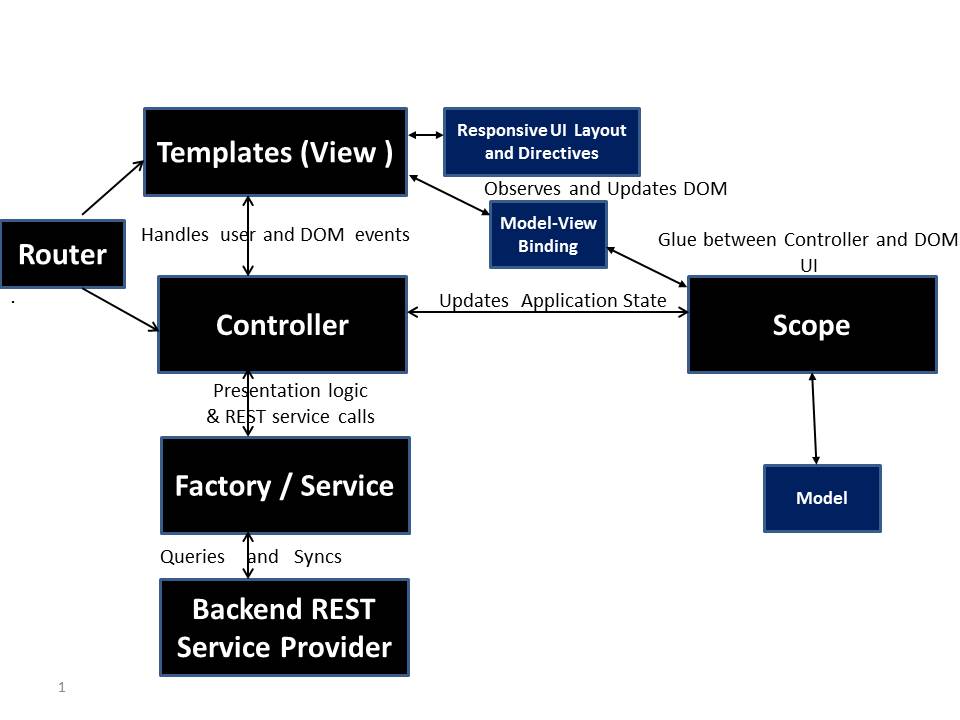 Templates (View )
Responsive UI Layout
and Directives
Observes and Updates DOM
Model-View
Binding
Handles user and DOM events
Glue between Controller and DOM
UI
Router
.
Updates Application State
Controller
Scope
Presentation logic
& REST service calls
Factory / Service
Model
Queries and Syncs
Backend REST
Service Provider
1